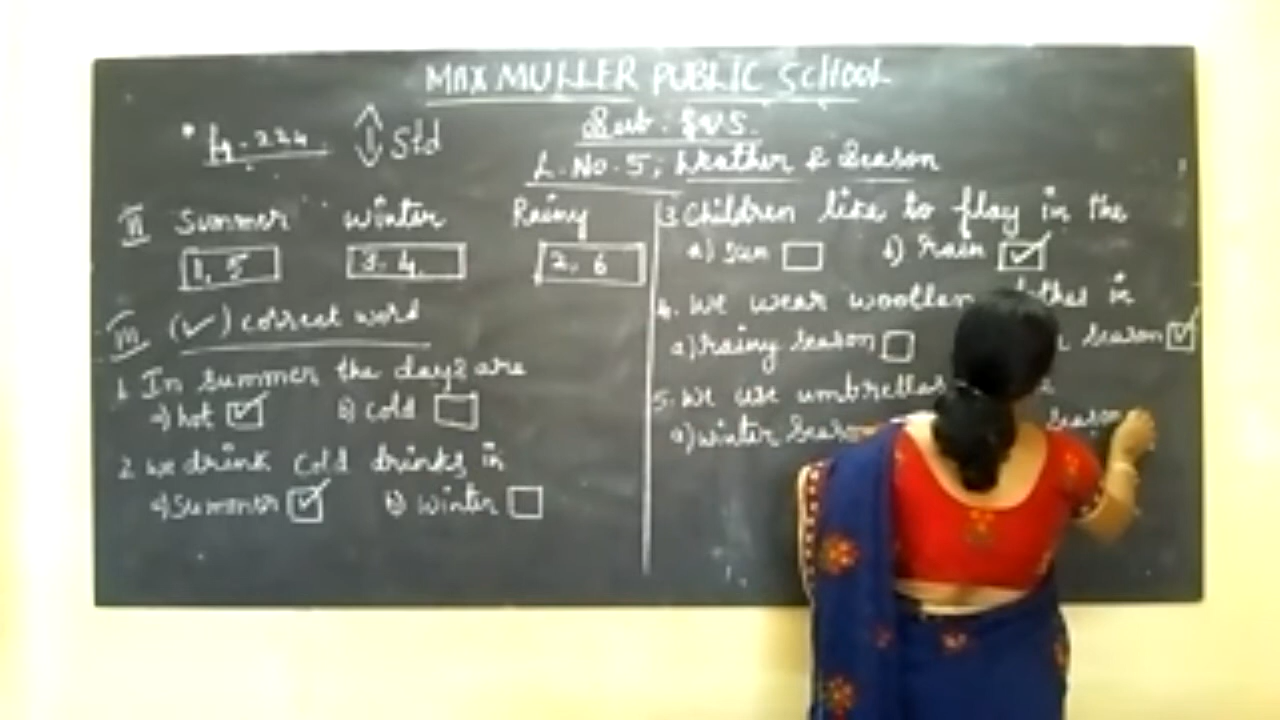 MAX MULLER PUBLIC SCHOOL
I Std
Sub: EVS.
L.No.5; Weather & Season
II Summer Winter Rainy
1, 5 3. 4. 2. 6
III (✓) correct word
1. In summer the days are
a) hot ☑ b) cold ☐
2. we drink cold drinks in
a) Summer ☑ b) winter ☐
3. Children like to play in the
a) Sun ☐ b) rain ☑
4. We wear woollen clothes in
a) rainy season ☐ season ☑
5. We use umbrellas
a) winter season season